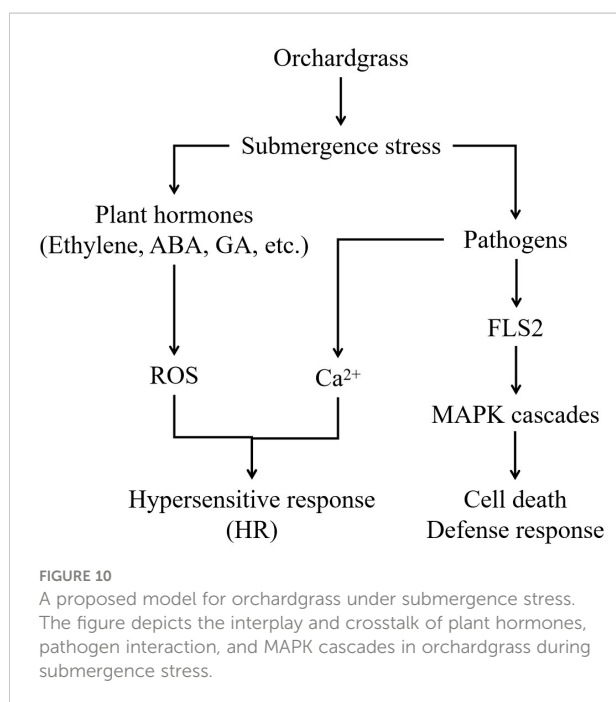 Orchardgrass
Submergence stress
Plant hormones
(Ethylene, ABA, GA, etc.)
Pathogens
FLS2
ROS
Ca²⁺
MAPK cascades
Hypersensitive response
(HR)
Cell death
Defense response
FIGURE 10
A proposed model for orchardgrass under submergence stress.
The figure depicts the interplay and crosstalk of plant hormones,
pathogen interaction, and MAPK cascades in orchardgrass during
submergence stress.